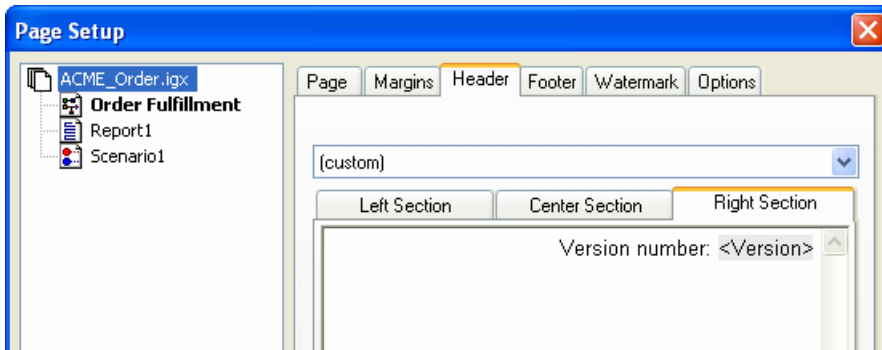 Page Setup
ACME_Order.igx
Order Fulfillment
Report1
Scenario1
Page Margins Header Footer Watermark Options
(custom)
Left Section Center Section Right Section
Version number: <Version>